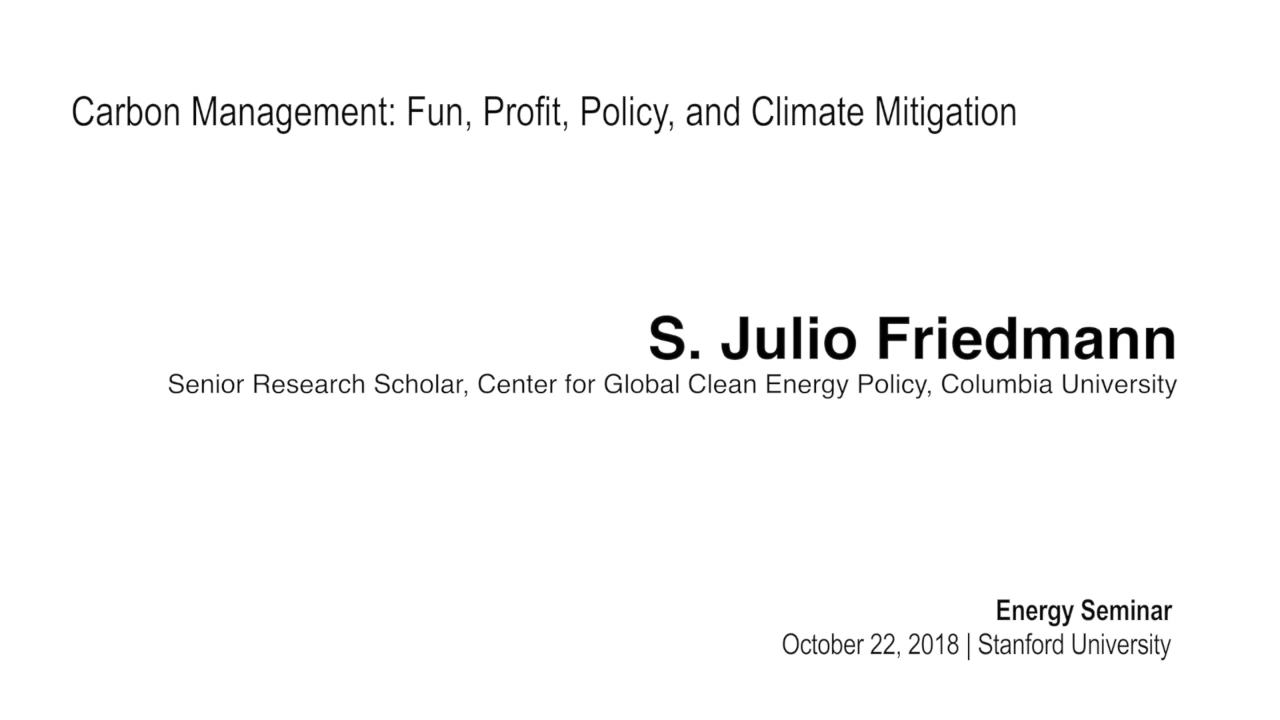 Carbon Management: Fun, Profit, Policy, and Climate Mitigation
S. Julio Friedmann
Senior Research Scholar, Center for Global Clean Energy Policy, Columbia University
Energy Seminar
October 22, 2018 | Stanford University